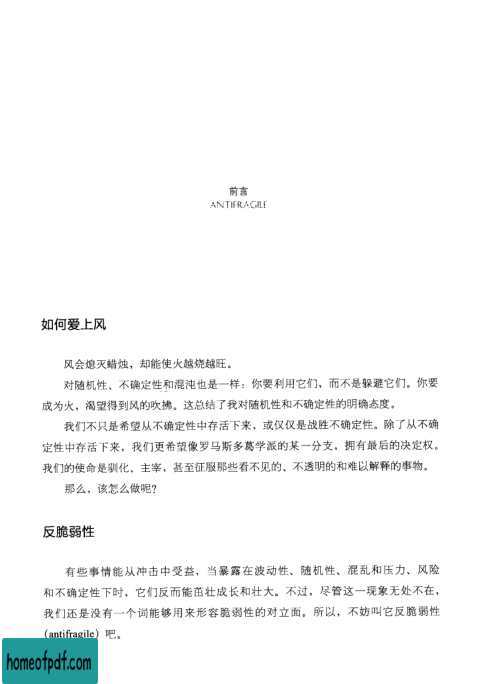 前言
ANTIFRAGILE
如何爱上风
风会熄灭蜡烛，却能使火越烧越旺。
对随机性、不确定性和混沌也是一样：你要利用它们，而不是躲避它们。你要
成为火，渴望得到风的吹拂。这总结了我对随机性和不确定性的明确态度。
我们不只是希望从不确定性中存活下来，或仅仅是战胜不确定性。除了从不确
定性中存活下来，我们更希望像罗马斯多葛学派的某一分支，拥有最后的决定权。
我们的使命是驯化、主宰，甚至征服那些看不见的、不透明的和难以解释的事物。
那么，该怎么做呢?
反脆弱性
有些事情能从冲击中受益，当暴露在波动性、随机性、混乱和压力、风险
和不确定性下时，它们反而能茁壮成长和壮大。不过，尽管这一现象无处不在，
我们还是没有一个词能够用来形容脆弱性的对立面。所以，不妨叫它反脆弱性
(antifragile) 吧。
homeofpdf.com